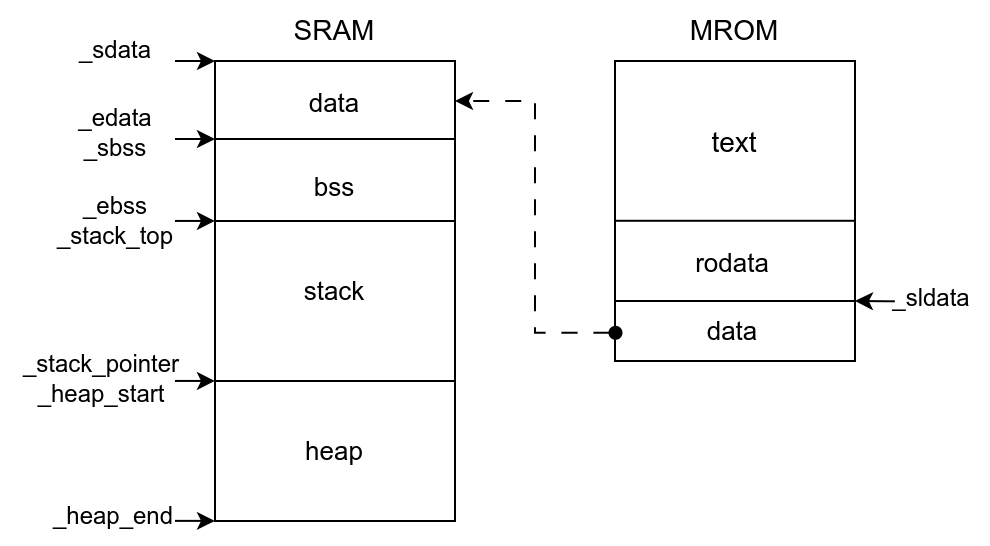 SRAM
MROM
_sdata
data
_edata
_sbss
bss
_ebss
_stack_top
stack
_stack_pointer
_heap_start
heap
_heap_end
text
rodata
_sldata
data